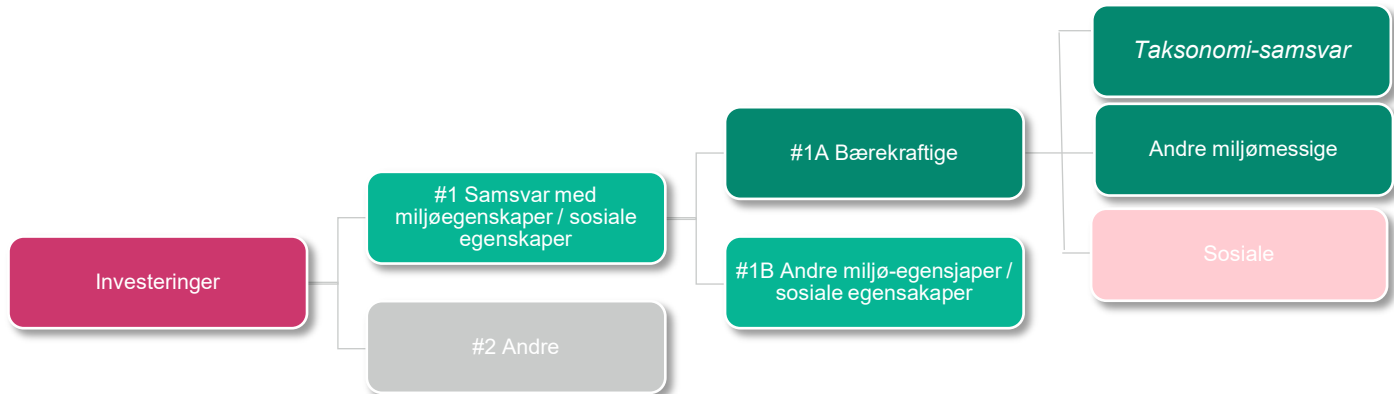 Investeringer
#1 Samsvar med
miljøegenskaper / sosiale
egenskaper
#2 Andre
#1A Bærekraftige
#1B Andre miljø-egensjaper /
sosiale egensakaper
Taksonomi-samsvar
Andre miljømessige
Sosiale